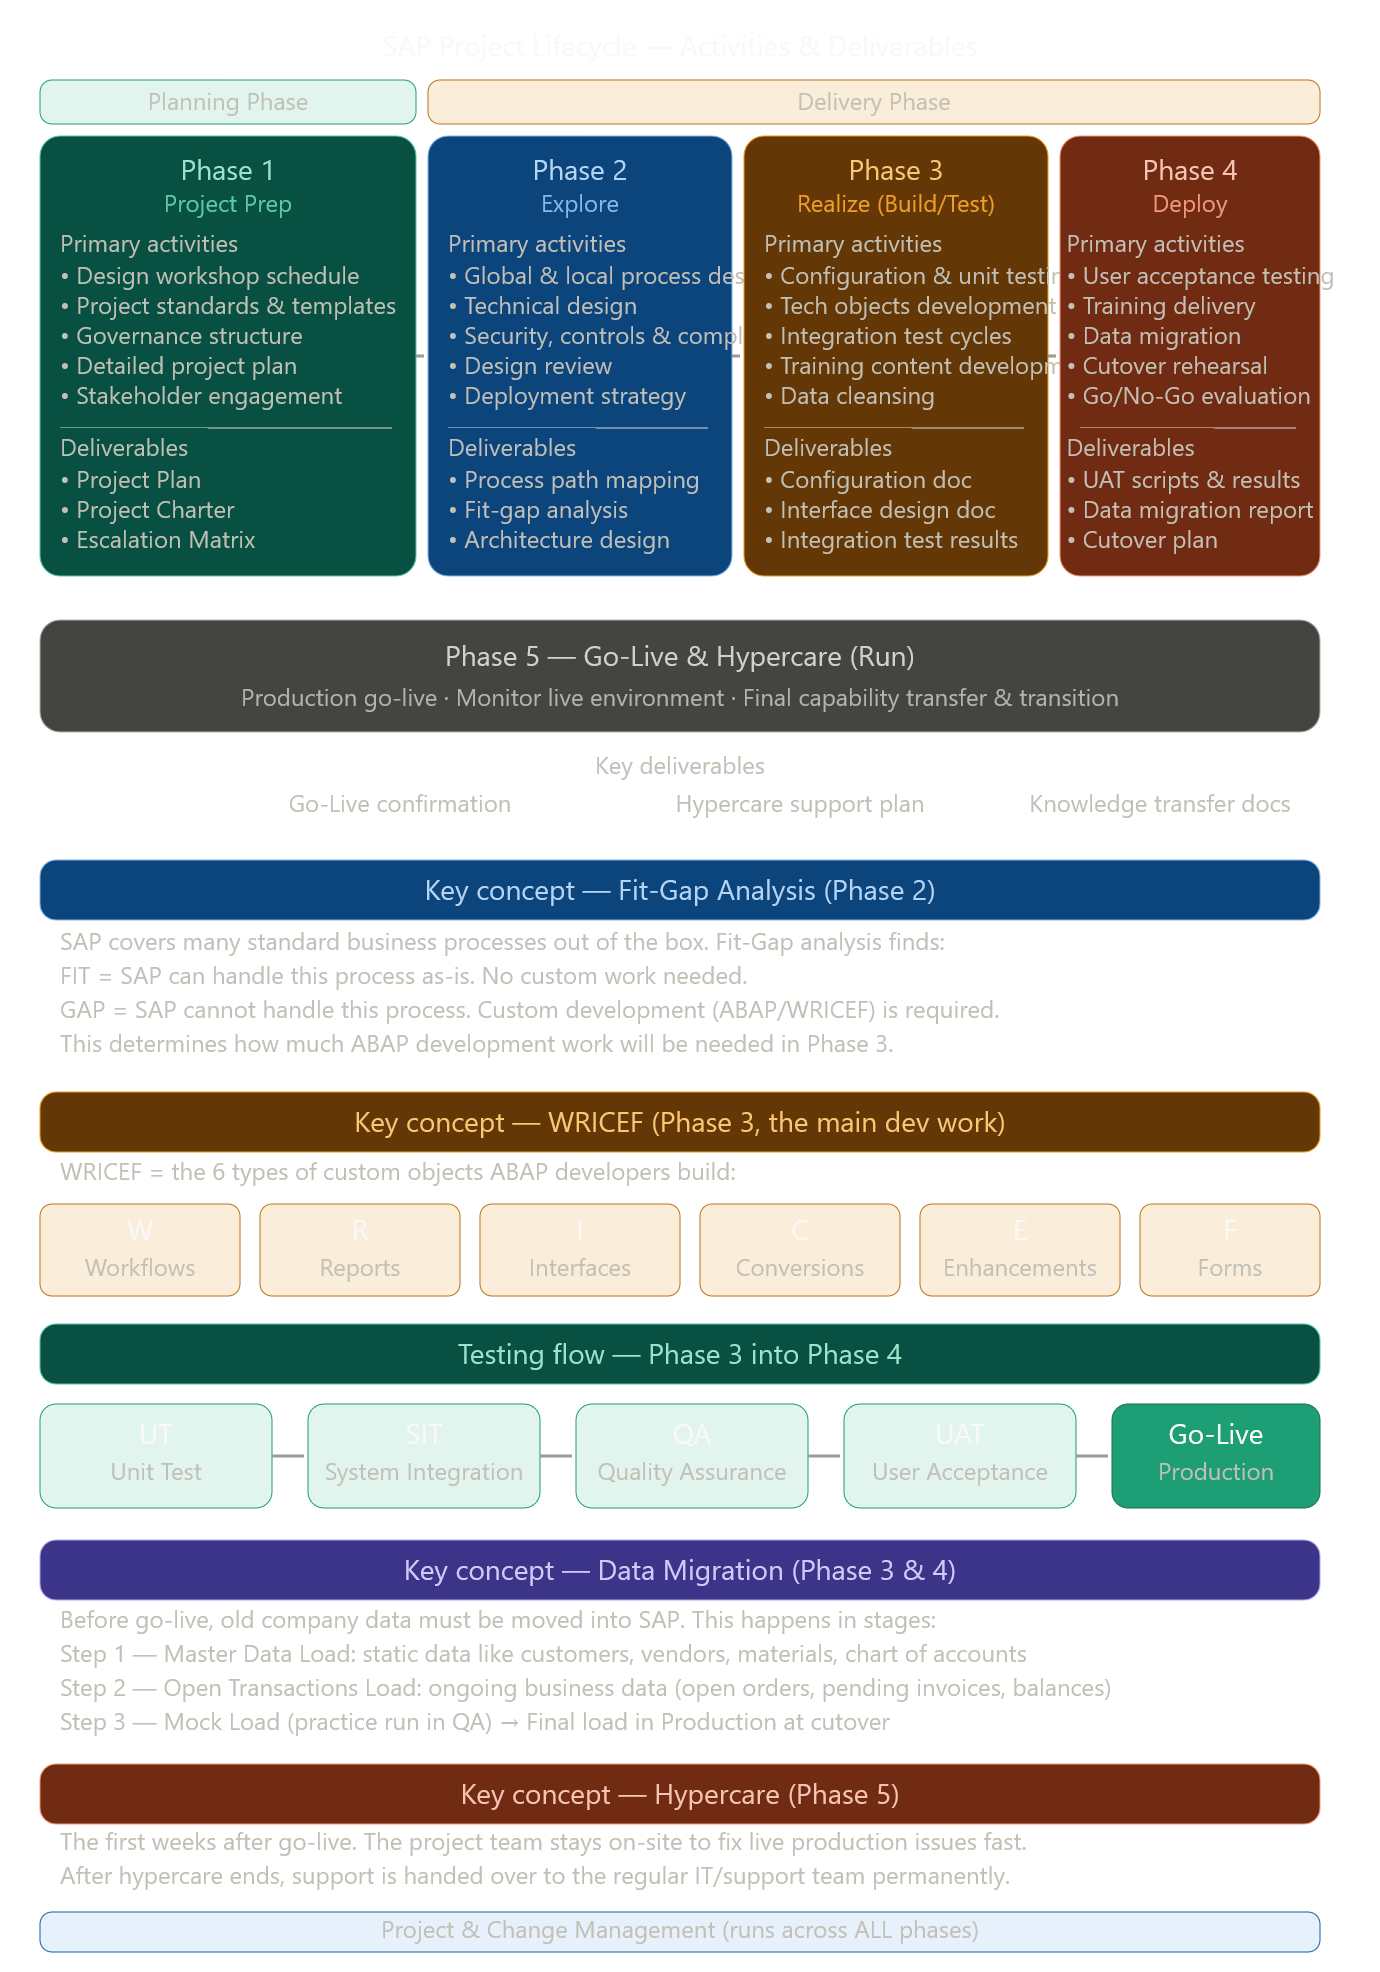 SAP Project Lifecycle — Activities & Deliverables
Planning Phase
Delivery Phase
Phase 1
Project Prep
Primary activities
• Design workshop schedule
• Project standards & templates
• Governance structure
• Detailed project plan
• Stakeholder engagement
Deliverables
• Project Plan
• Project Charter
• Escalation Matrix
Phase 2
Explore
Primary activities
• Global & local process des
• Technical design
• Security, controls & compl
• Design review
• Deployment strategy
Deliverables
• Process path mapping
• Fit-gap analysis
• Architecture design
Phase 3
Realize (Build/Test)
Primary activities
• Configuration & unit testin
• Tech objects development
• Integration test cycles
• Training content developm
• Data cleansing
Deliverables
• Configuration doc
• Interface design doc
• Integration test results
Phase 4
Deploy
Primary activities
• User acceptance testing
• Training delivery
• Data migration
• Cutover rehearsal
• Go/No-Go evaluation
Deliverables
• UAT scripts & results
• Data migration report
• Cutover plan
Phase 5 — Go-Live & Hypercare (Run)
Production go-live · Monitor live environment · Final capability transfer & transition
Key deliverables
Go-Live confirmation
Hypercare support plan
Knowledge transfer docs
Key concept — Fit-Gap Analysis (Phase 2)
SAP covers many standard business processes out of the box. Fit-Gap analysis finds:
FIT = SAP can handle this process as-is. No custom work needed.
GAP = SAP cannot handle this process. Custom development (ABAP/WRICEF) is required.
This determines how much ABAP development work will be needed in Phase 3.
Key concept — WRICEF (Phase 3, the main dev work)
WRICEF = the 6 types of custom objects ABAP developers build:
W
Workflows
R
Reports
I
Interfaces
C
Conversions
E
Enhancements
F
Forms
Testing flow — Phase 3 into Phase 4
UT
Unit Test
SIT
System Integration
QA
Quality Assurance
UAT
User Acceptance
Go-Live
Production
Key concept — Data Migration (Phase 3 & 4)
Before go-live, old company data must be moved into SAP. This happens in stages:
Step 1 — Master Data Load: static data like customers, vendors, materials, chart of accounts
Step 2 — Open Transactions Load: ongoing business data (open orders, pending invoices, balances)
Step 3 — Mock Load (practice run in QA) → Final load in Production at cutover
Key concept — Hypercare (Phase 5)
The first weeks after go-live. The project team stays on-site to fix live production issues fast.
After hypercare ends, support is handed over to the regular IT/support team permanently.
Project & Change Management (runs across ALL phases)